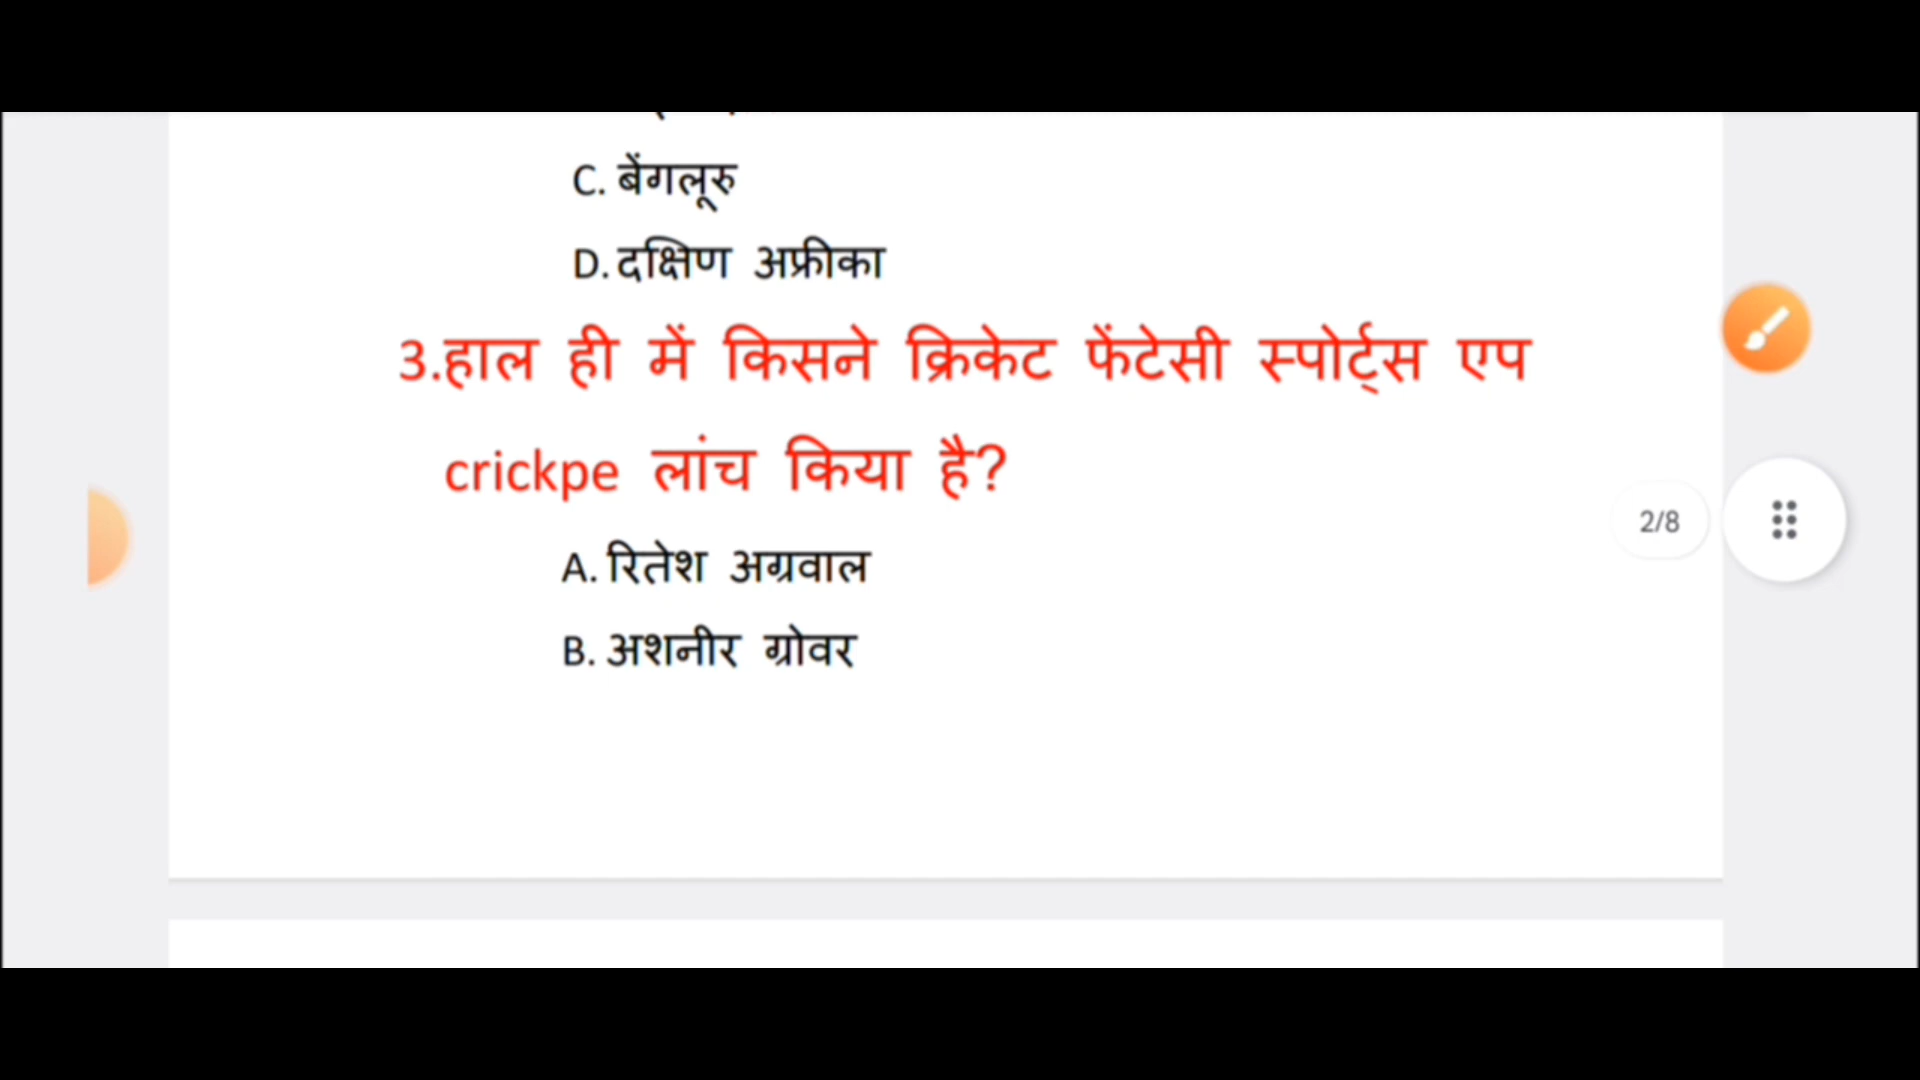 C. बेंगलूरु
D. दक्षिण अफ्रीका
3.हाल ही में किसने क्रिकेट फेंटेसी स्पोर्ट्स एप
crickpe लांच किया है?
2/8
A. रितेश अग्रवाल
B. अशनीर ग्रोवर